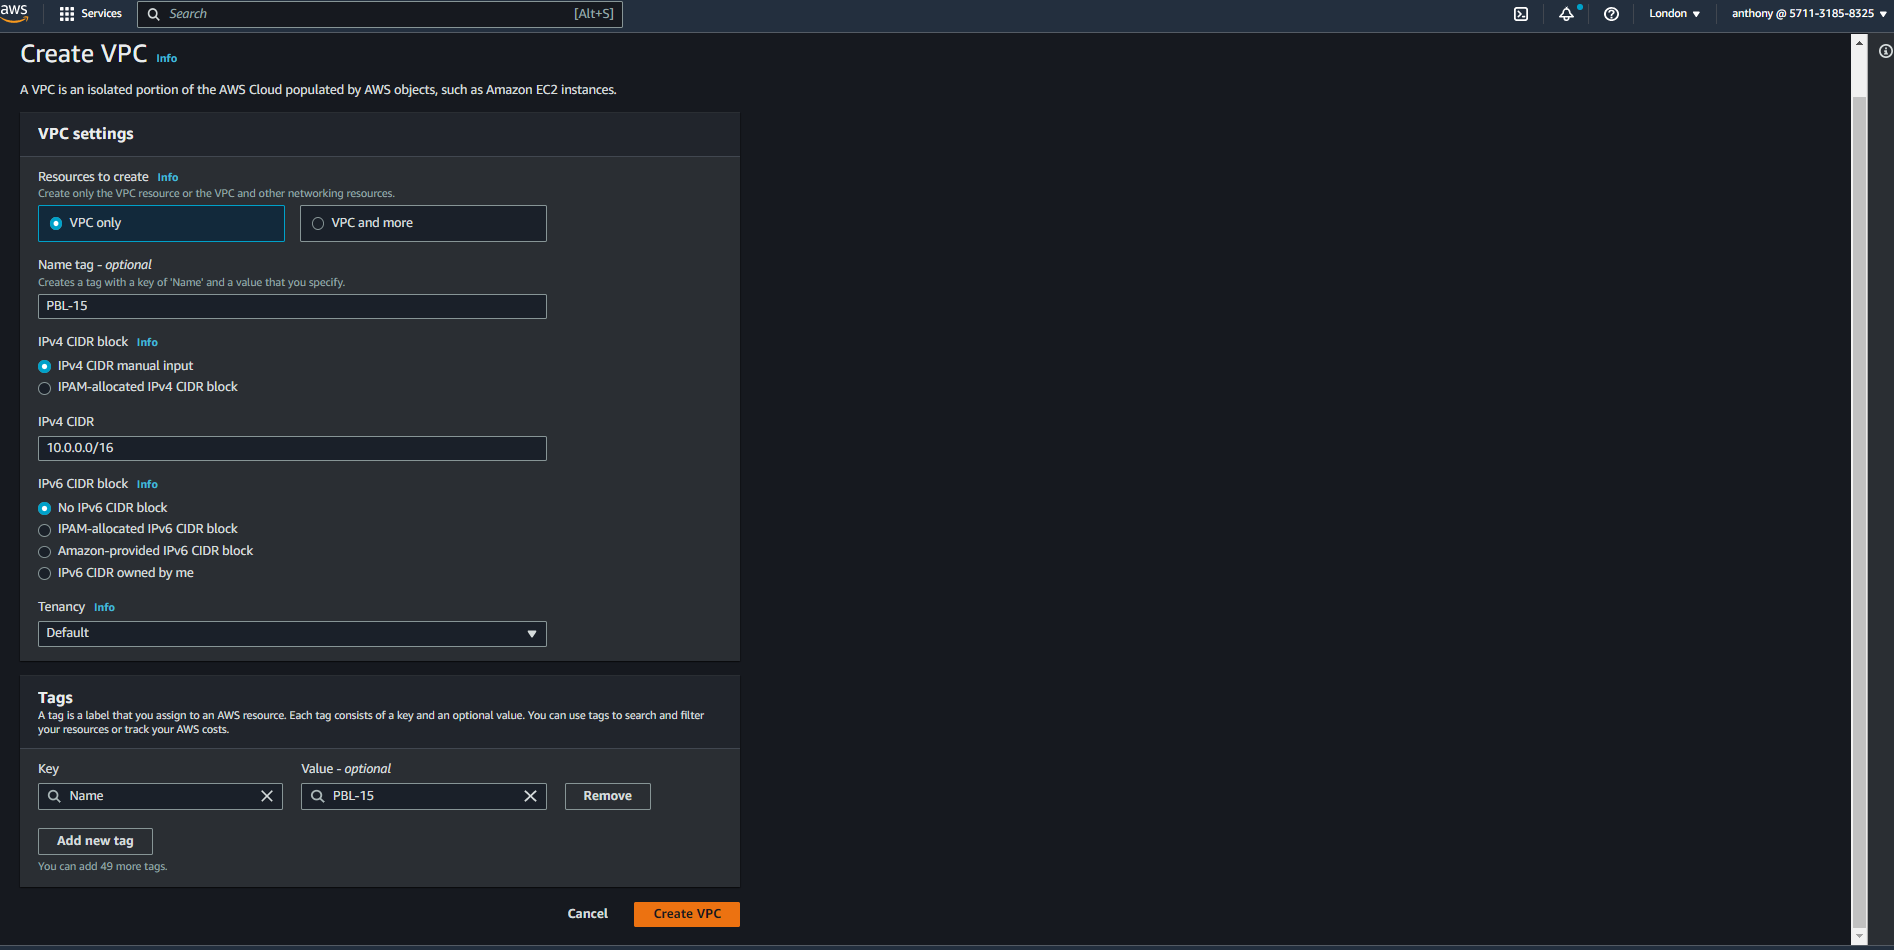 aws Services Search [Alt+S] London anthony @ 5711-3185-8325
Create VPC Info
A VPC is an isolated portion of the AWS Cloud populated by AWS objects, such as Amazon EC2 instances.
VPC settings
Resources to create Info
Create only the VPC resource or the VPC and other networking resources.
VPC only VPC and more
Name tag - optional
Creates a tag with a key of 'Name' and a value that you specify.
PBL-15
IPv4 CIDR block Info
IPv4 CIDR manual input
IPAM-allocated IPv4 CIDR block
IPv4 CIDR
10.0.0.0/16
IPv6 CIDR block Info
No IPv6 CIDR block
IPAM-allocated IPv6 CIDR block
Amazon-provided IPv6 CIDR block
IPv6 CIDR owned by me
Tenancy Info
Default
Tags
A tag is a label that you assign to an AWS resource. Each tag consists of a key and an optional value. You can use tags to search and filter
your resources or track your AWS costs.
Key Value - optional
Name PBL-15 Remove
Add new tag
You can add 49 more tags.
Cancel Create VPC